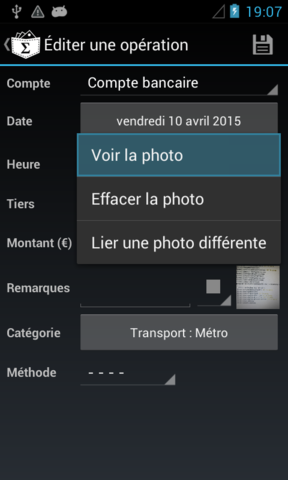 19:07
Éditer une opération
Compte
Compte bancaire
Date
vendredi 10 avril 2015
Voir la photo
Heure
Effacer la photo
Tiers
Lier une photo différente
Montant (€)
Remarques
Catégorie
Transport : Métro
Méthode
- - - -